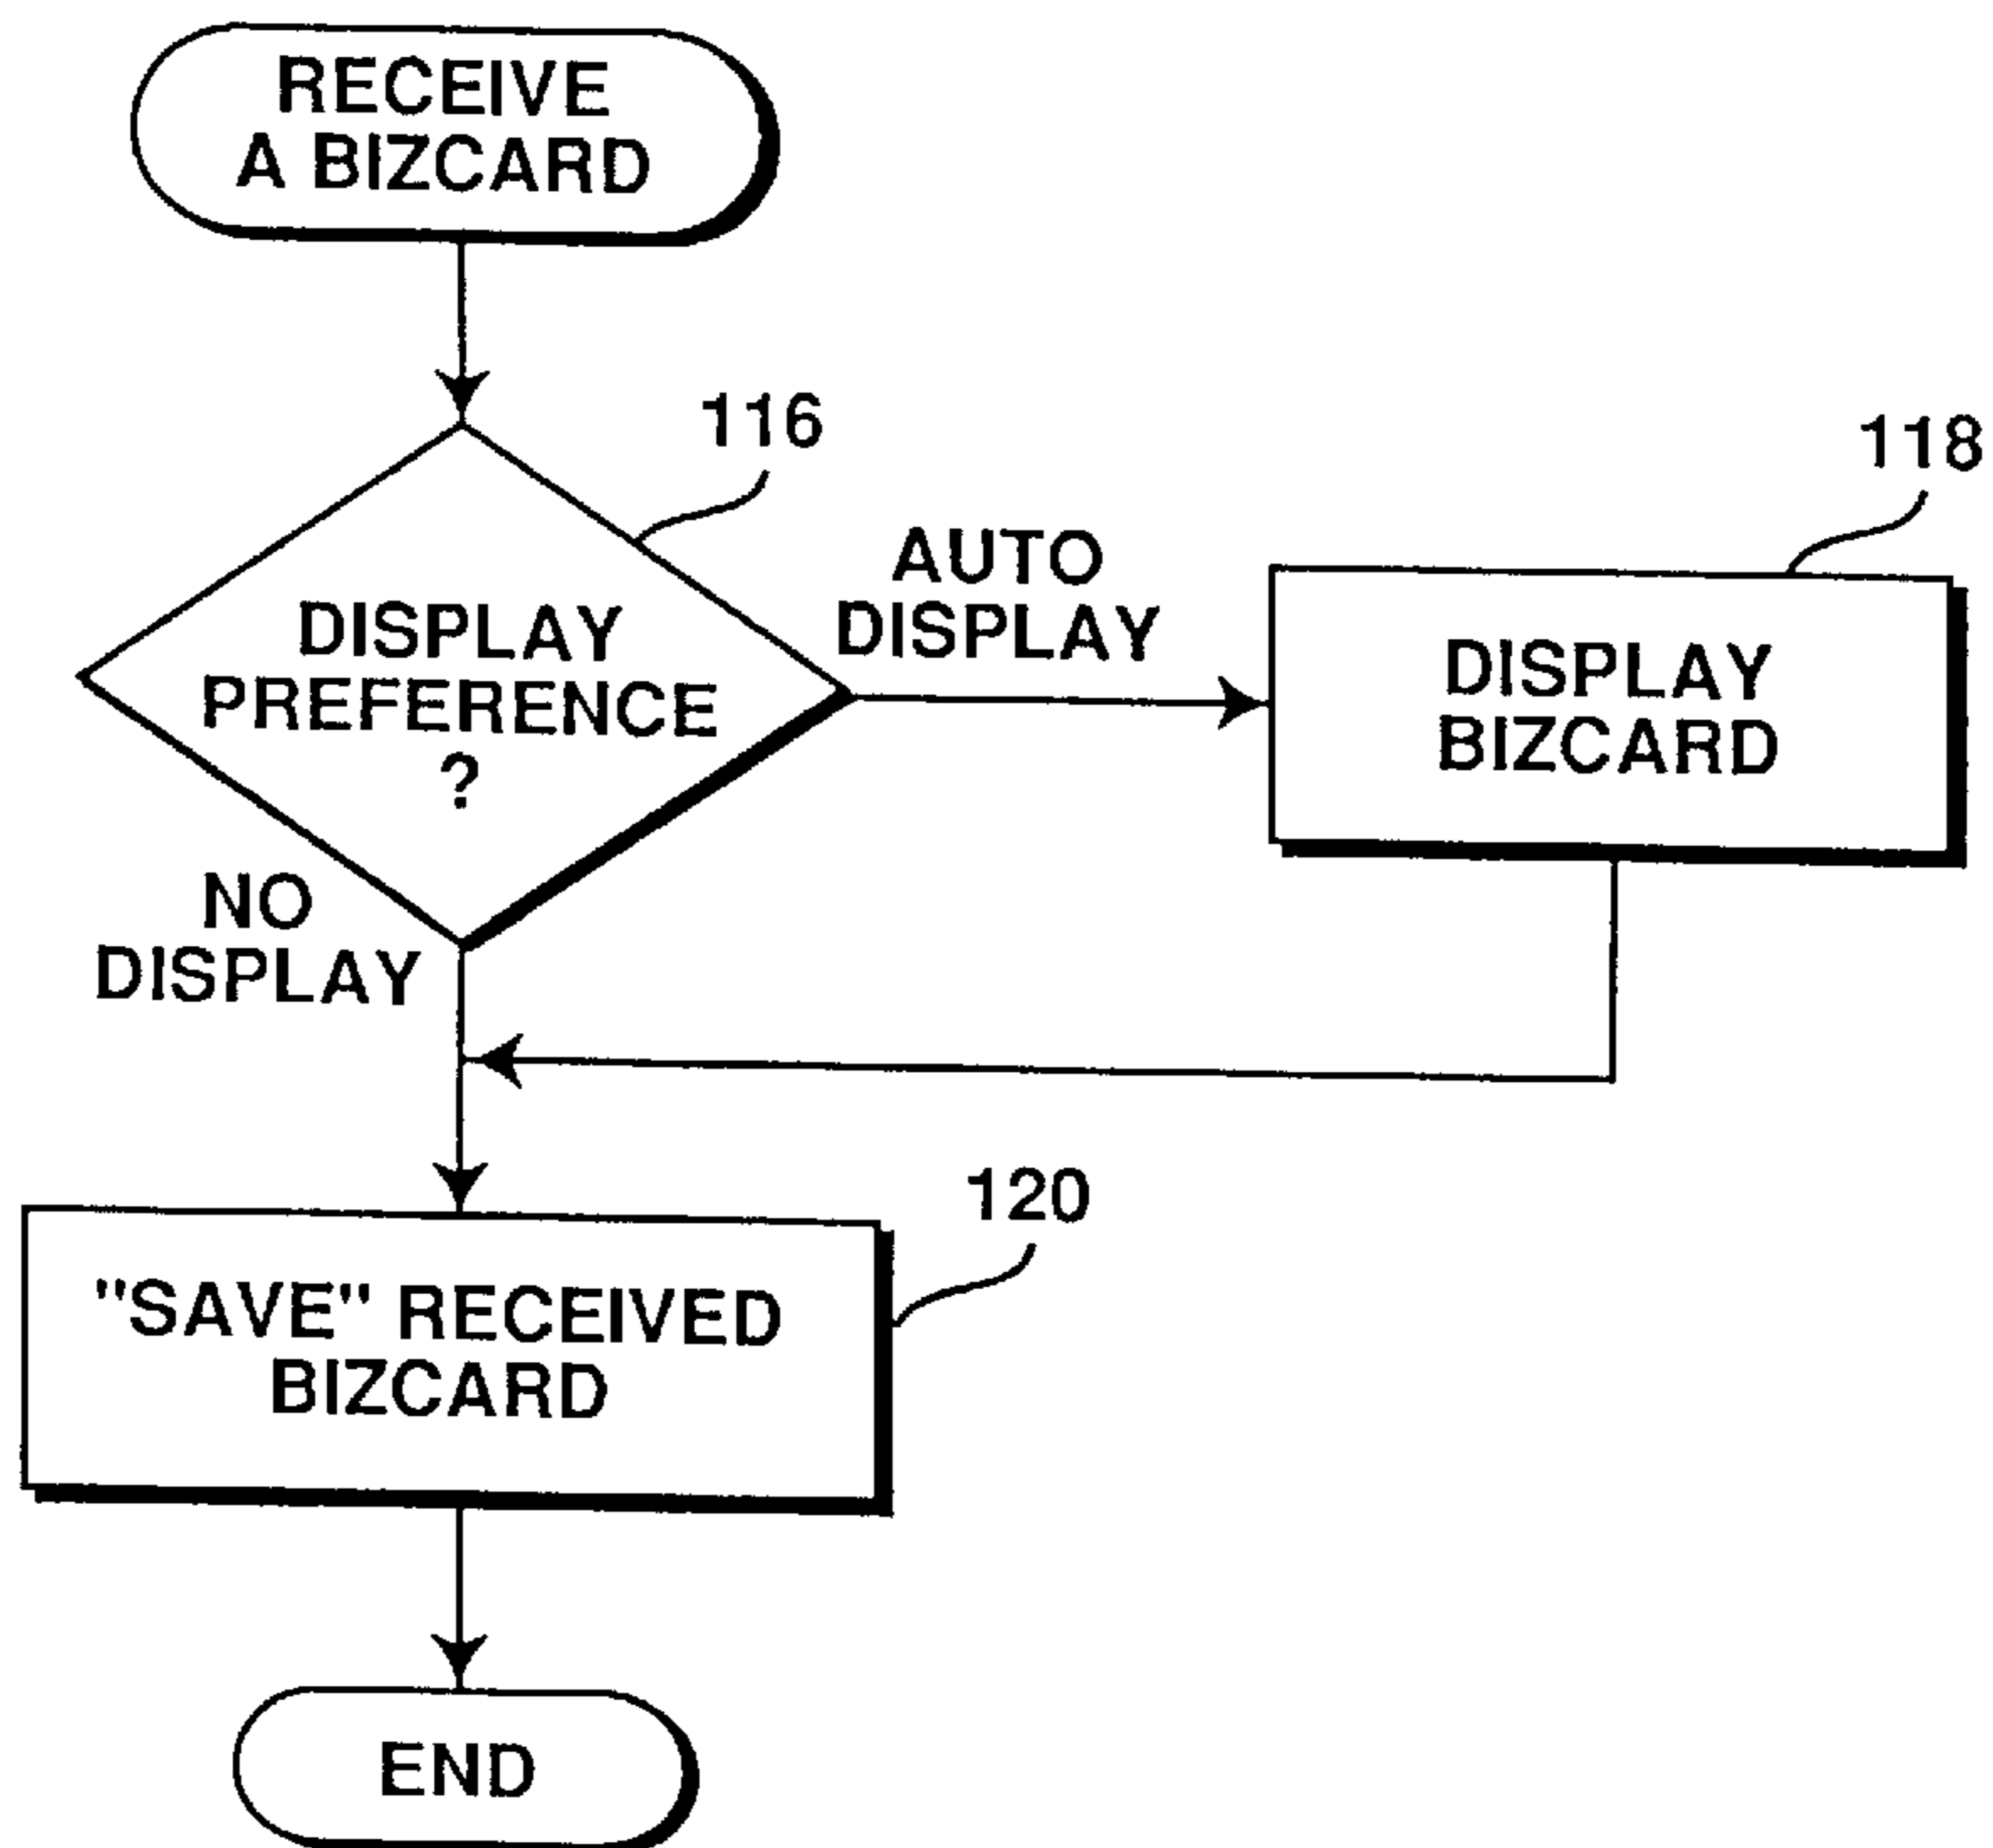 RECEIVE
A BIZCARD
116
118
AUTO
DISPLAY
DISPLAY
PREFERENCE
?
DISPLAY
BIZCARD
NO
DISPLAY
120
"SAVE" RECEIVED
BIZCARD
END